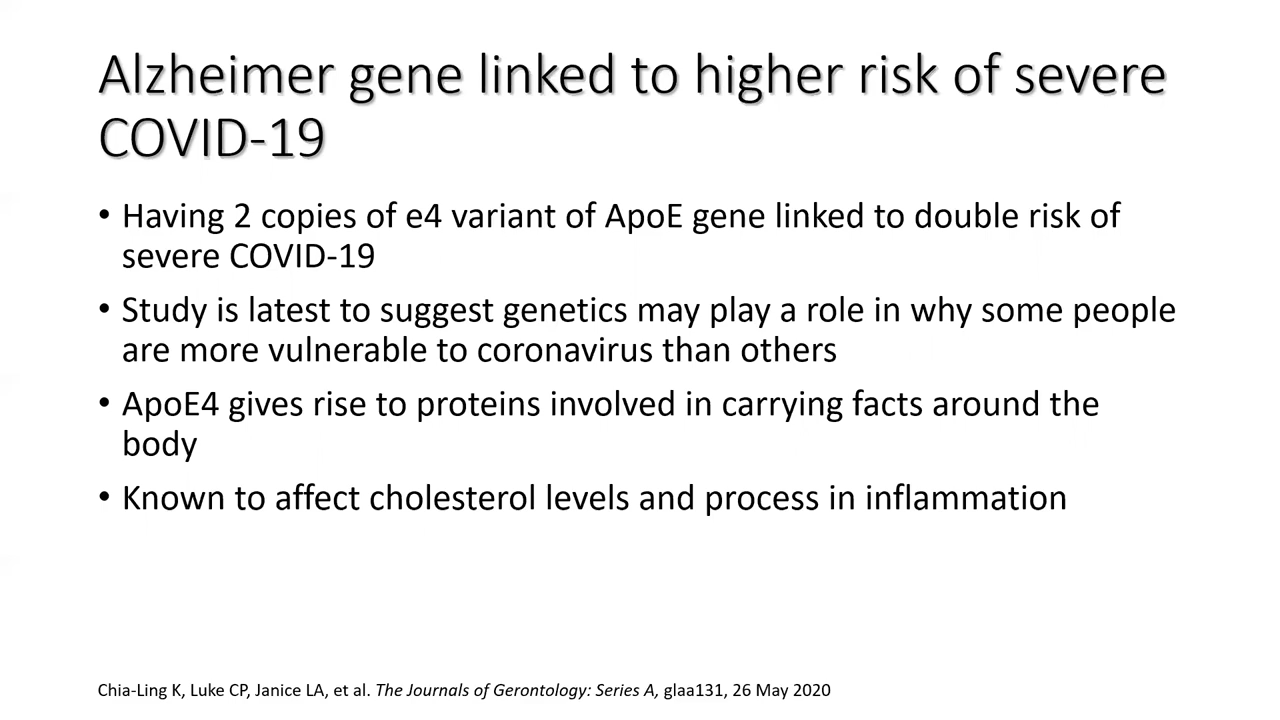 Alzheimer gene linked to higher risk of severe
COVID-19
• Having 2 copies of e4 variant of ApoE gene linked to double risk of
severe COVID-19
• Study is latest to suggest genetics may play a role in why some people
are more vulnerable to coronavirus than others
• ApoE4 gives rise to proteins involved in carrying facts around the
body
• Known to affect cholesterol levels and process in inflammation
Chia-Ling K, Luke CP, Janice LA, et al. The Journals of Gerontology: Series A, glaa131, 26 May 2020